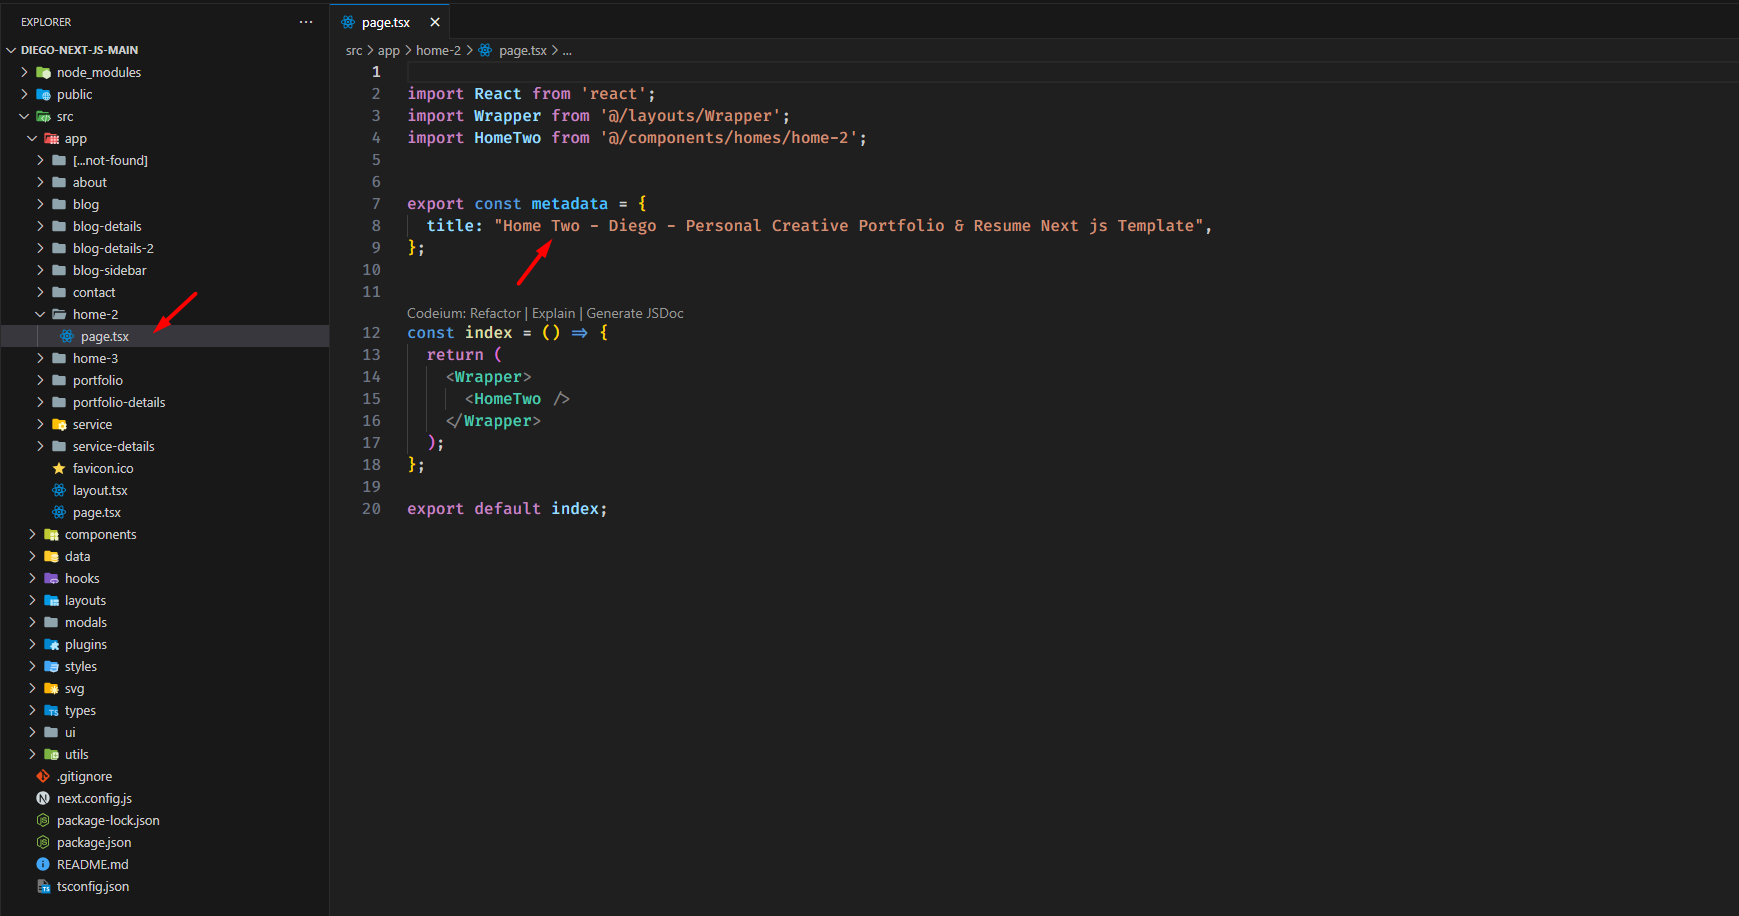 EXPLORER
DIEGO-NEXT-JS-MAIN
node_modules
public
src
app
[...not-found]
about
blog
blog-details
blog-details-2
blog-sidebar
contact
home-2
page.tsx
home-3
portfolio
portfolio-details
service
service-details
favicon.ico
layout.tsx
page.tsx
components
data
hooks
layouts
modals
plugins
styles
svg
types
ui
utils
.gitignore
next.config.js
package-lock.json
package.json
README.md
tsconfig.json
page.tsx
src > app > home-2 > page.tsx > ...
1
2 import React from 'react';
3 import Wrapper from '@/layouts/Wrapper';
4 import HomeTwo from '@/components/homes/home-2';
5
6
7 export const metadata = {
8 title: "Home Two - Diego - Personal Creative Portfolio & Resume Next js Template",
9 };
10
11
Codeium: Refactor | Explain | Generate JSDoc
12 const index = () => {
13 return (
14 <Wrapper>
15 <HomeTwo />
16 </Wrapper>
17 );
18 };
19
20 export default index;